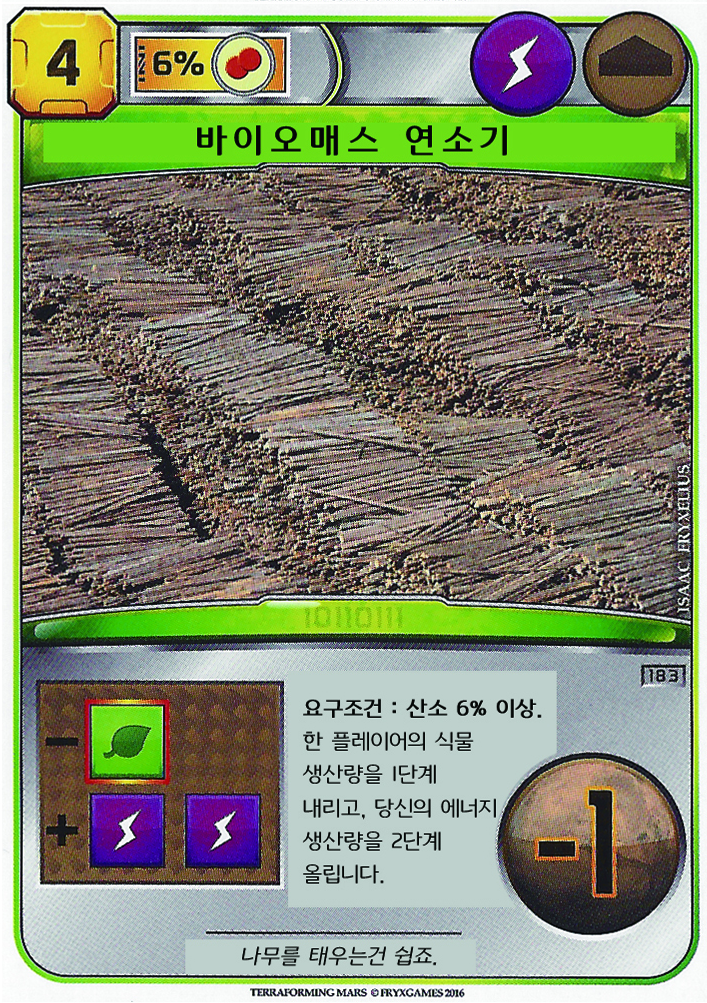 4
6%
바이오매스 연소기
ISAAC FRYXELIUS
10110111
183
요구조건 : 산소 6% 이상.
한 플레이어의 식물
생산량을 1단계
내리고, 당신의 에너지
생산량을 2단계
올립니다.
-
+
-1
나무를 태우는건 쉽죠.
TERRAFORMING MARS © FRYXGAMES 2016